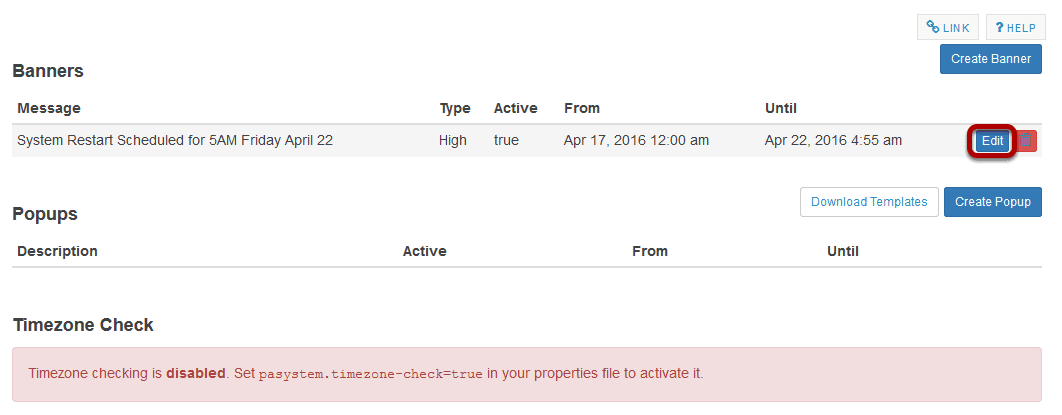 LINK ? HELP
Create Banner
Banners
Message Type Active From Until
System Restart Scheduled for 5AM Friday April 22 High true Apr 17, 2016 12:00 am Apr 22, 2016 4:55 am Edit
Download Templates Create Popup
Popups
Description Active From Until
Timezone Check
Timezone checking is disabled. Set pasystem.timezone-check=true in your properties file to activate it.